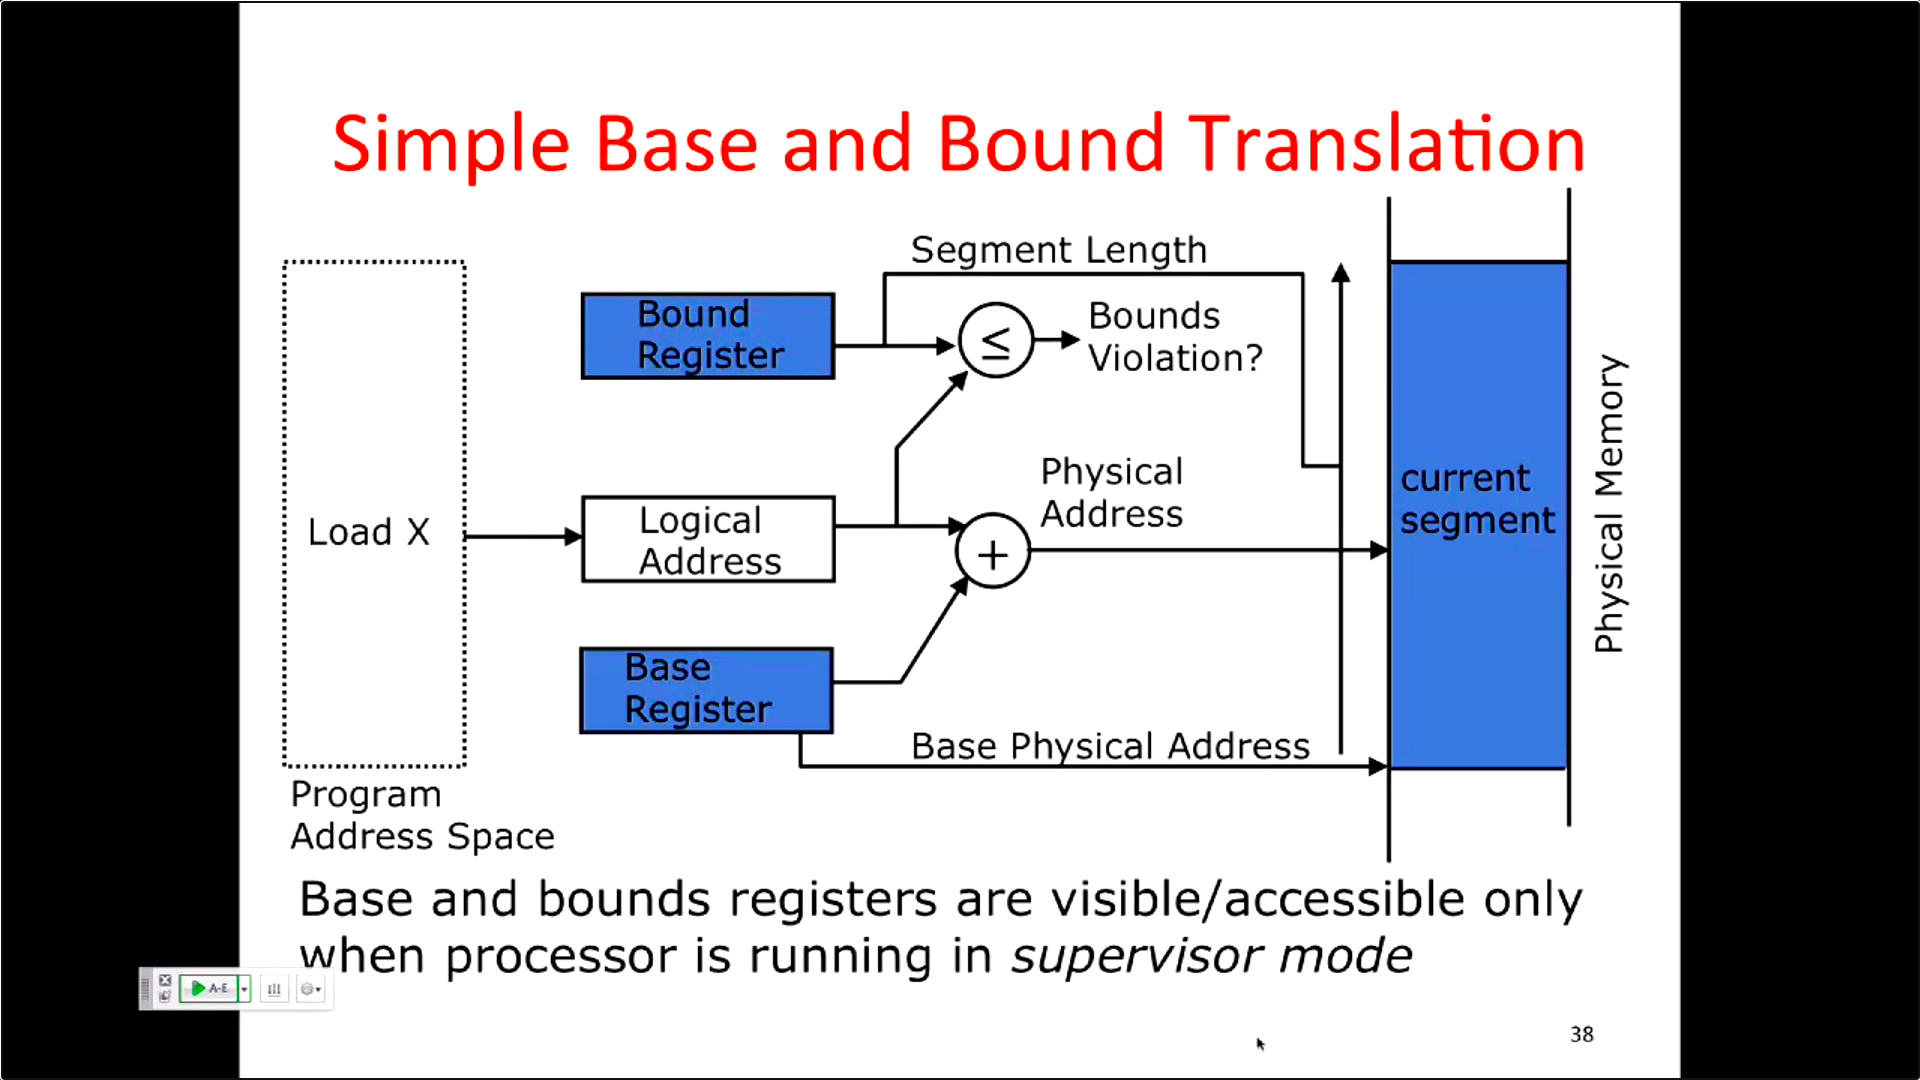 Simple Base and Bound Translation
Segment Length
Bound
Register
≤
Bounds
Violation?
Load X
Logical
Address
Physical
Address
+
current
segment
Physical Memory
Base
Register
Base Physical Address
Program
Address Space
Base and bounds registers are visible/accessible only
when processor is running in supervisor mode
A-E
38